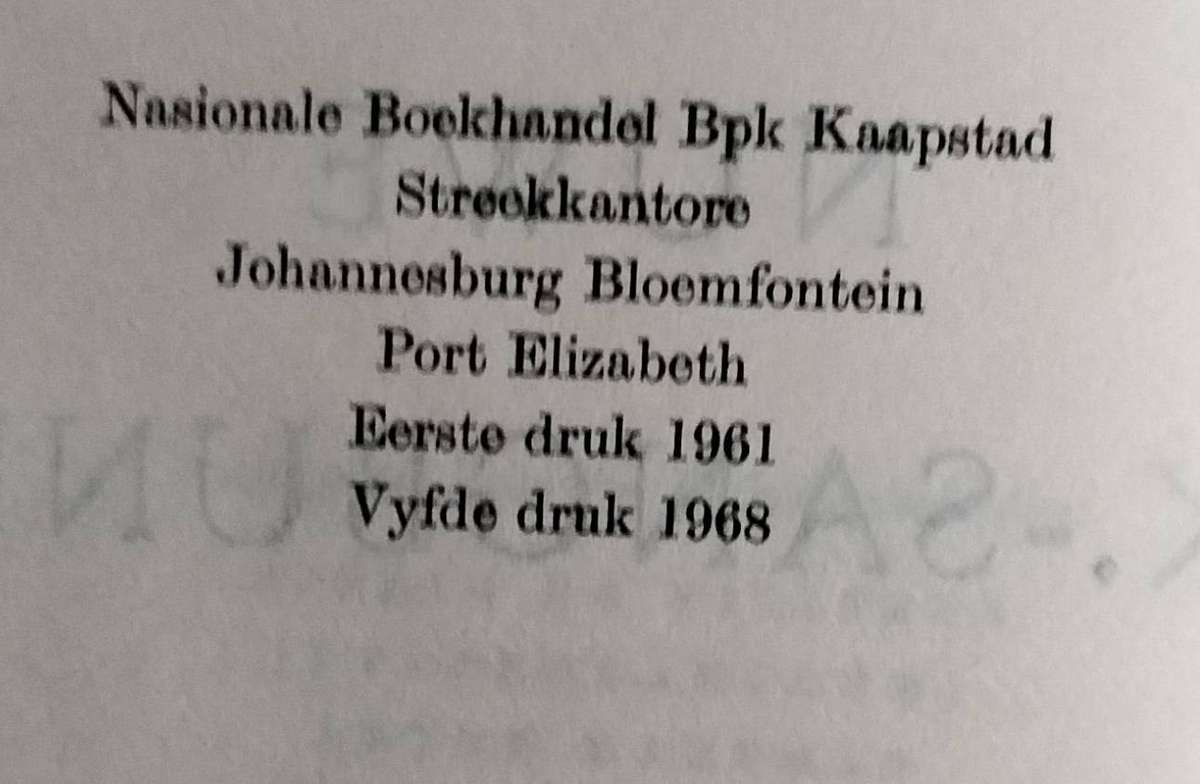 Nasionale Boekhandel Bpk Kaapstad
Streekkantore
Johannesburg Bloemfontein
Port Elizabeth
Eerste druk 1961
Vyfde druk 1968